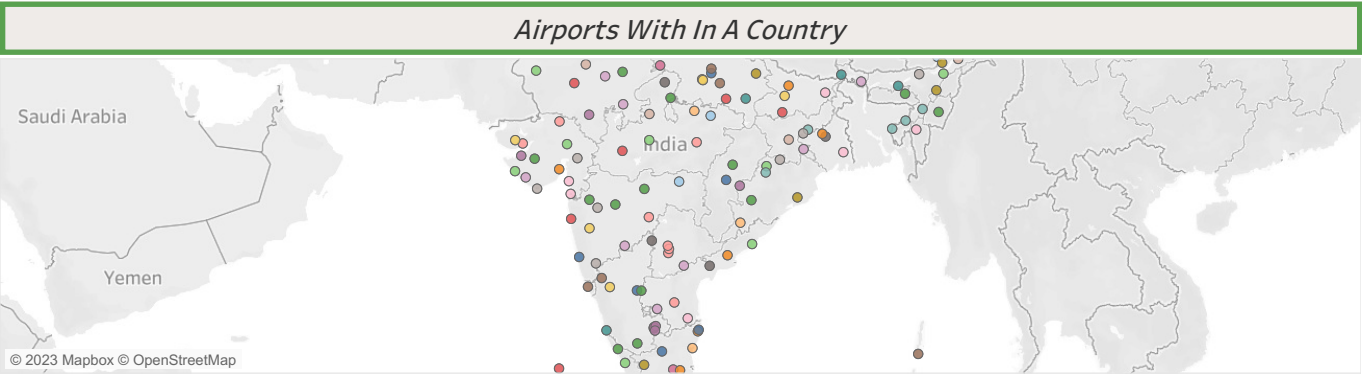 Airports With In A Country
Saudi Arabia
India
Yemen
© 2023 Mapbox © OpenStreetMap